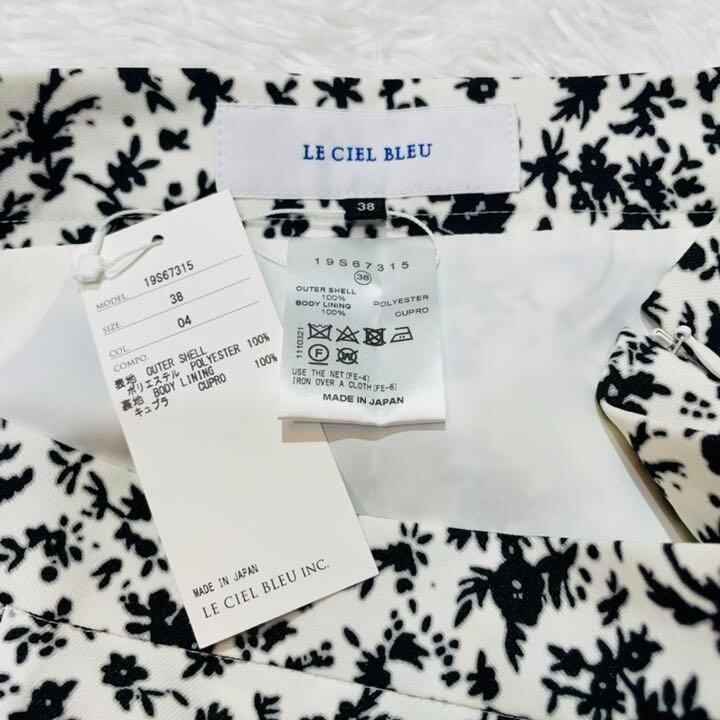 LE CIEL BLEU
38
19S67315
38
OUTER SHELL
100% POLYESTER
BODY LINING
100% CUPRO
1110321
F W
USE THE NET(FE-4)
IRON OVER A CLOTH(FE-6)
MADE IN JAPAN
MODEL 19S67315
SIZE 38
COL. 04
COMPO.
表地 OUTER SHELL
ポリエステル POLYESTER 100%
裏地 BODY LINING
キュプラ CUPRO 100%
MADE IN JAPAN
LE CIEL BLEU INC.